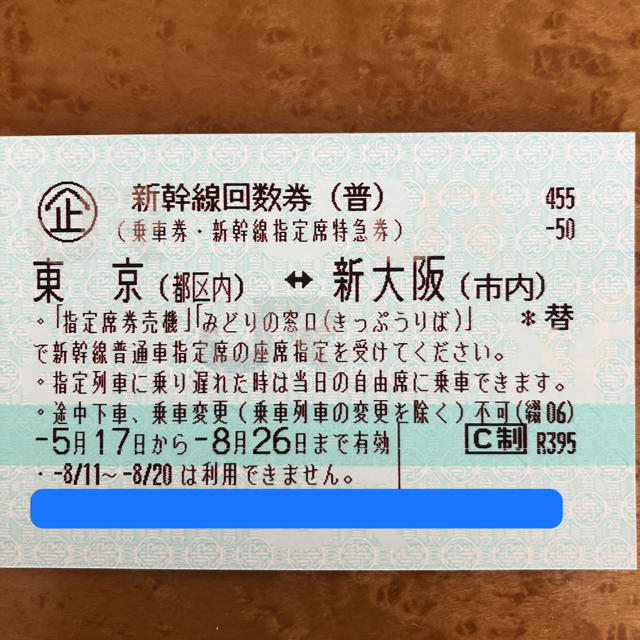 企 新幹線回数券(普) 455
(乗車券・新幹線指定席特急券) -50
東 京(都区内) ↔ 新大阪(市内)
。「指定席券売機」「みどりの窓口(きっぷうりば)」 *替
で新幹線普通車指定席の座席指定を受けてください。
。指定列車に乗り遅れた時は当日の自由席に乗車できます。
。途中下車、乗車変更(乗車列車の変更を除く)不可(綴06)
-5月17日から-8月26日まで有効 C制 R395
・-8/11〜-8/20は利用できません。